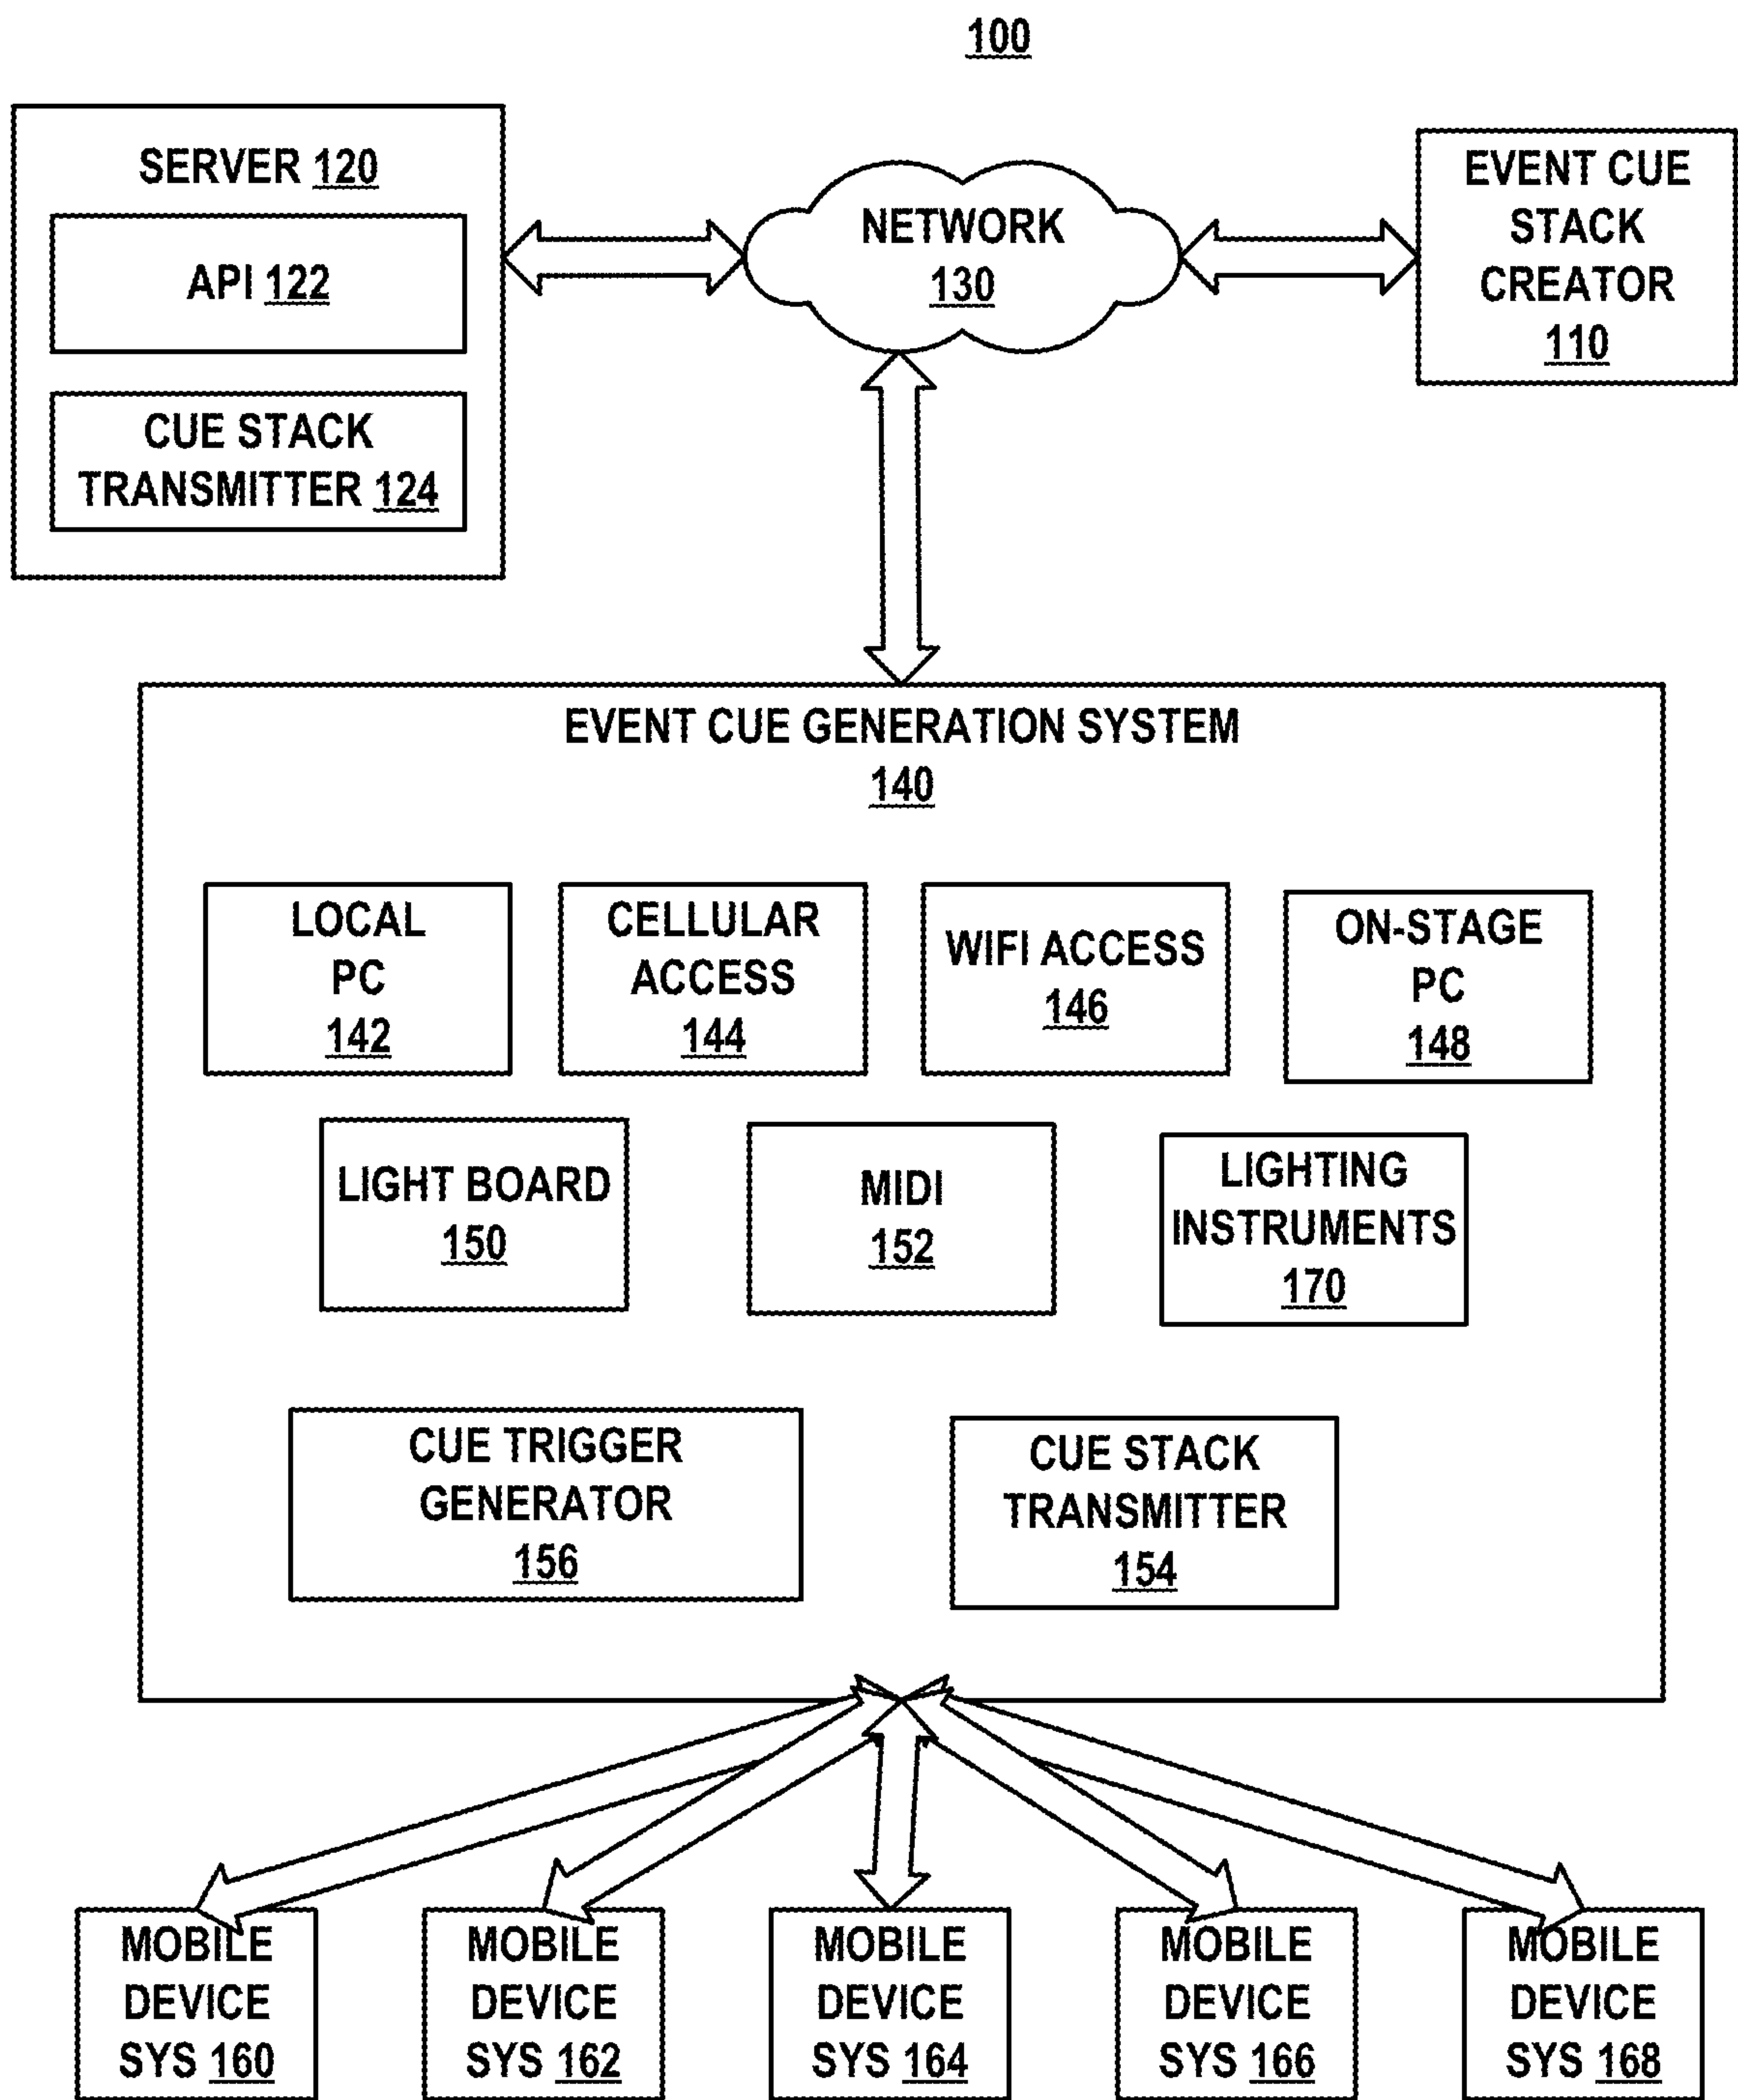 100
SERVER 120
API 122
CUE STACK
TRANSMITTER 124
NETWORK
130
EVENT CUE
STACK
CREATOR
110
EVENT CUE GENERATION SYSTEM
140
LOCAL
PC
142
CELLULAR
ACCESS
144
WIFI ACCESS
146
ON-STAGE
PC
148
LIGHT BOARD
150
MIDI
152
LIGHTING
INSTRUMENTS
170
CUE TRIGGER
GENERATOR
156
CUE STACK
TRANSMITTER
154
MOBILE
DEVICE
SYS 160
MOBILE
DEVICE
SYS 162
MOBILE
DEVICE
SYS 164
MOBILE
DEVICE
SYS 166
MOBILE
DEVICE
SYS 168